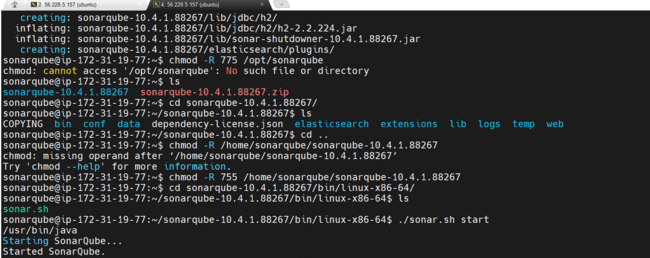 2. 56.228.5.157 (ubuntu)
4. 56.228.5.157 (ubuntu)
creating: sonarqube-10.4.1.88267/lib/jdbc/h2/
inflating: sonarqube-10.4.1.88267/lib/jdbc/h2/h2-2.2.224.jar
inflating: sonarqube-10.4.1.88267/lib/sonar-shutdowner-10.4.1.88267.jar
creating: sonarqube-10.4.1.88267/elasticsearch/plugins/
sonarqube@ip-172-31-19-77:~$ chmod -R 775 /opt/sonarqube
chmod: cannot access '/opt/sonarqube': No such file or directory
sonarqube@ip-172-31-19-77:~$ ls
sonarqube-10.4.1.88267  sonarqube-10.4.1.88267.zip
sonarqube@ip-172-31-19-77:~$ cd sonarqube-10.4.1.88267/
sonarqube@ip-172-31-19-77:~/sonarqube-10.4.1.88267$ ls
COPYING  bin  conf  data  dependency-license.json  elasticsearch  extensions  lib  logs  temp  web
sonarqube@ip-172-31-19-77:~/sonarqube-10.4.1.88267$ cd ..
sonarqube@ip-172-31-19-77:~$ chmod -R /home/sonarqube/sonarqube-10.4.1.88267
chmod: missing operand after ‘/home/sonarqube/sonarqube-10.4.1.88267’
Try 'chmod --help' for more information.
sonarqube@ip-172-31-19-77:~$ chmod -R 755 /home/sonarqube/sonarqube-10.4.1.88267
sonarqube@ip-172-31-19-77:~$ cd sonarqube-10.4.1.88267/bin/linux-x86-64/
sonarqube@ip-172-31-19-77:~/sonarqube-10.4.1.88267/bin/linux-x86-64$ ls
sonar.sh
sonarqube@ip-172-31-19-77:~/sonarqube-10.4.1.88267/bin/linux-x86-64$ ./sonar.sh start
/usr/bin/java
Starting SonarQube...
Started SonarQube.